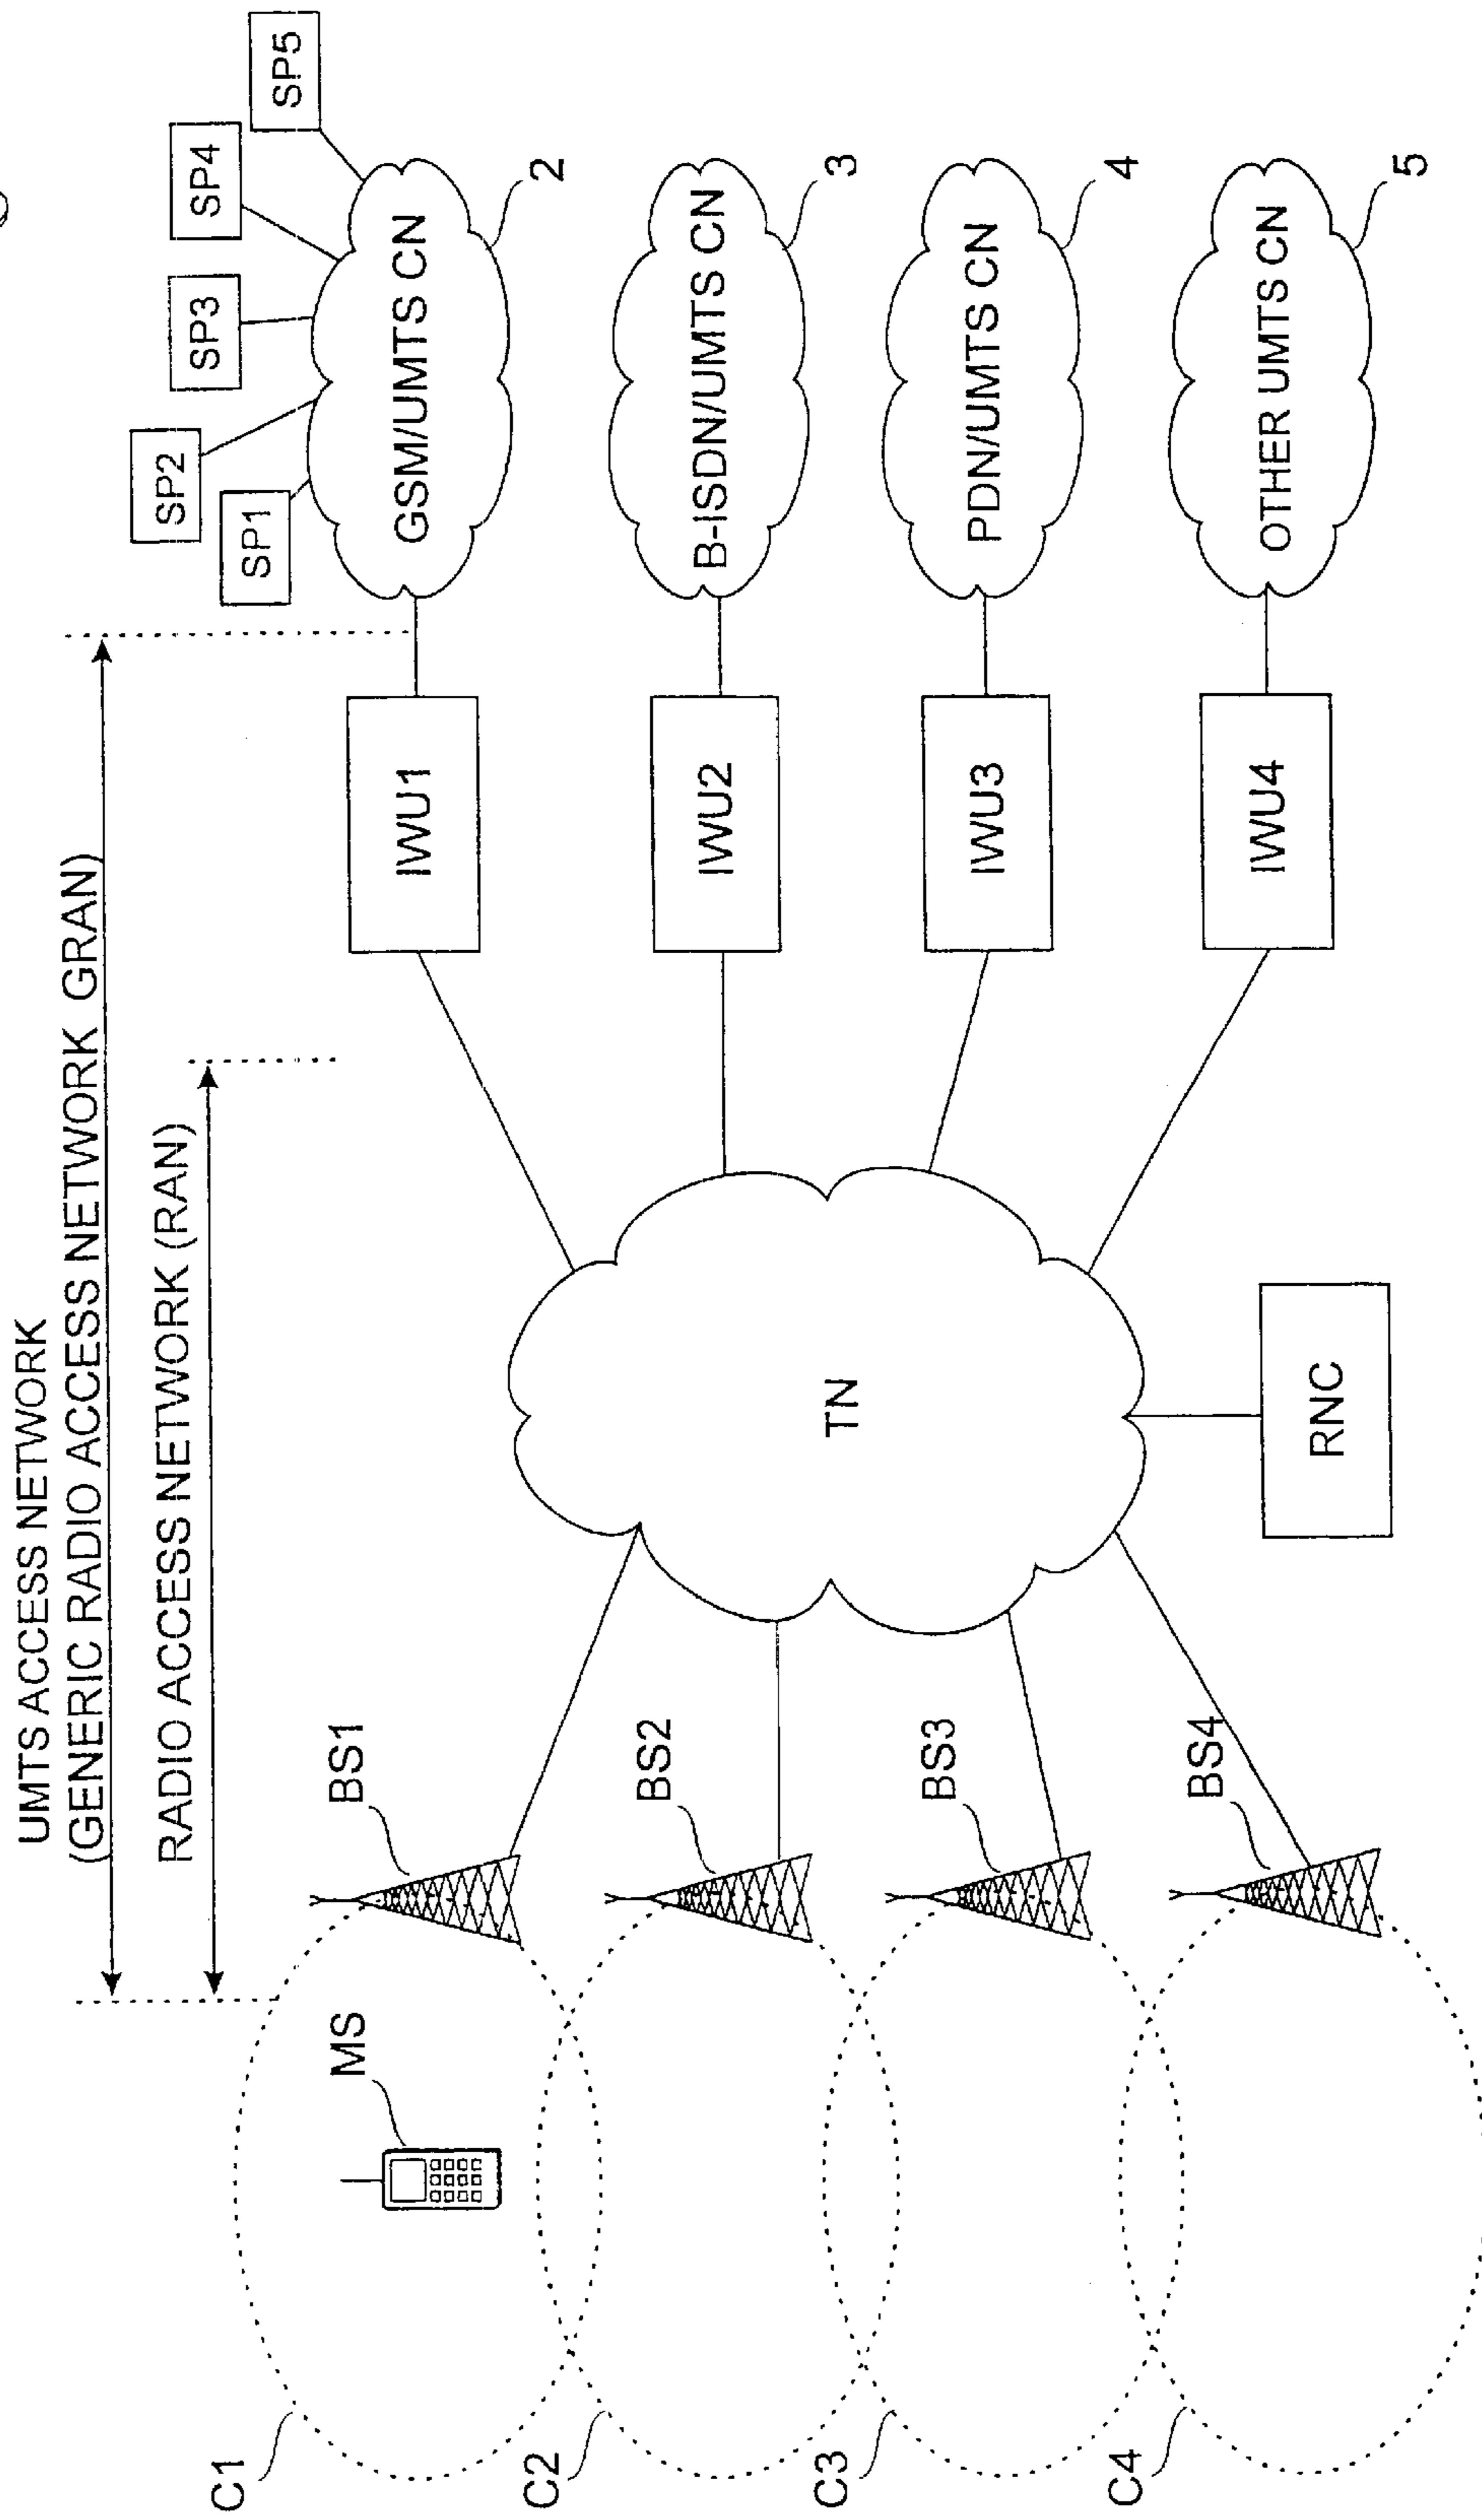 UMTS ACCESS NETWORK
(GENERIC RADIO ACCESS NETWORK GRAN)
RADIO ACCESS NETWORK (RAN)
SP1
SP2
SP3
SP4
SP5
C1
MS
BS1
IWU1
GSM/UMTS CN
2
C2
BS2
IWU2
B-ISDN/UMTS CN
3
TN
C3
BS3
IWU3
PDN/UMTS CN
4
C4
BS4
IWU4
OTHER UMTS CN
5
RNC